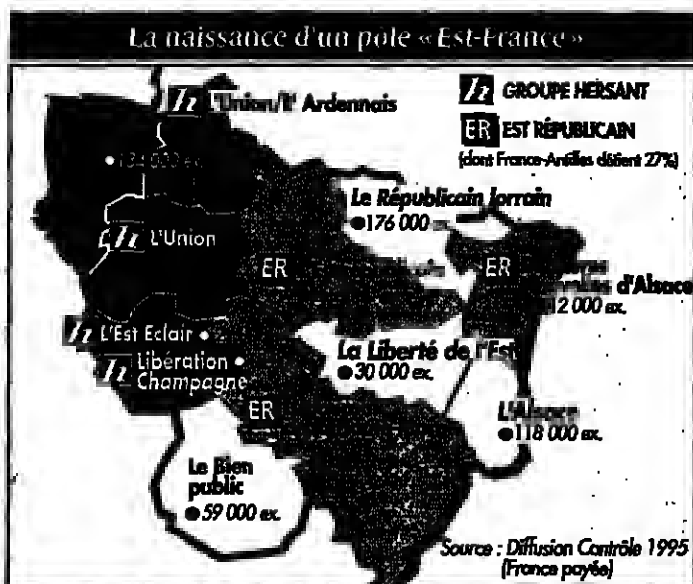 La naissance d'un pôle «Est-France»
GROUPE HERSANT
ER EST RÉPUBLICAIN
(dont France-Antilles détient 27%)
L'Union/L'Ardennais
Le Républicain lorrain
●176 000 ex.
L'Union
ER
ER
d'Alsace
L'Est Eclair
Libération
Champagne
La Liberté de l'Est
●30 000 ex.
ER
L'Alsace
●118 000 ex.
Le Bien
public
●59 000 ex.
Source : Diffusion Contrôle 1995
(France payée)